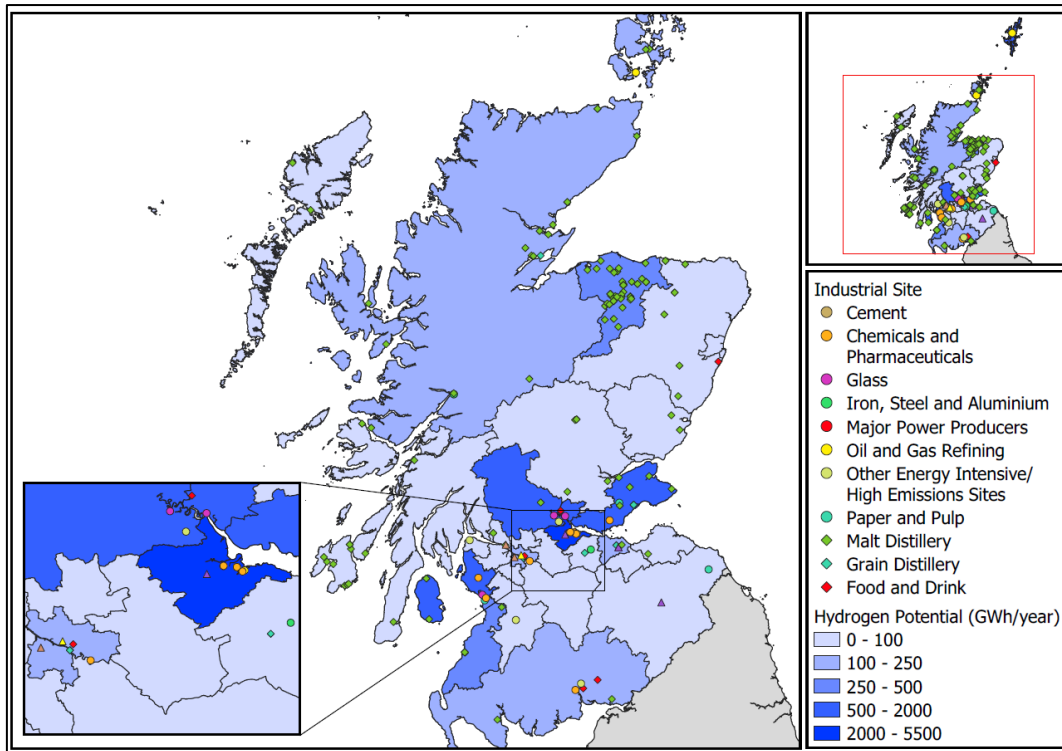 Industrial Site
Cement
Chemicals and
Pharmaceuticals
Glass
Iron, Steel and Aluminium
Major Power Producers
Oil and Gas Refining
Other Energy Intensive/
High Emissions Sites
Paper and Pulp
Malt Distillery
Grain Distillery
Food and Drink
Hydrogen Potential (GWh/year)
0 - 100
100 - 250
250 - 500
500 - 2000
2000 - 5500